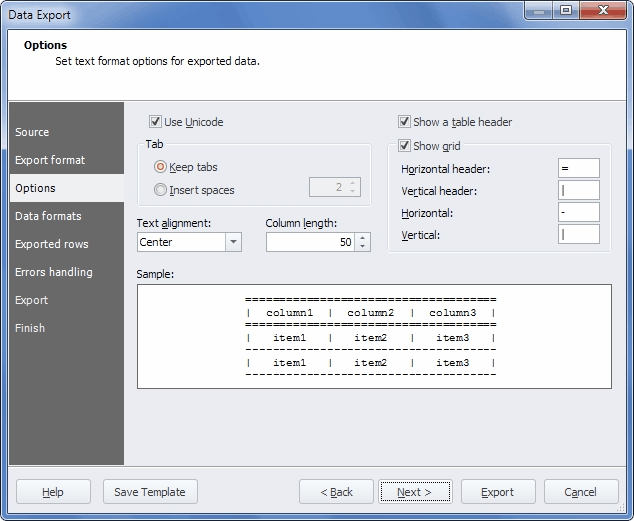 Data Export
Options
Set text format options for exported data.
Source
Export format
Options
Data formats
Exported rows
Errors handling
Export
Finish
Use Unicode
Tab
Keep tabs
Insert spaces 2
Text alignment: Column length:
Center 50
Show a table header
Show grid
Horizontal header: =
Vertical header: |
Horizontal: -
Vertical: |
Sample:
=====================================
| column1 | column2 | column3 |
=====================================
| item1 | item2 | item3 |
-------------------------------------
| item1 | item2 | item3 |
-------------------------------------
Help Save Template < Back Next > Export Cancel